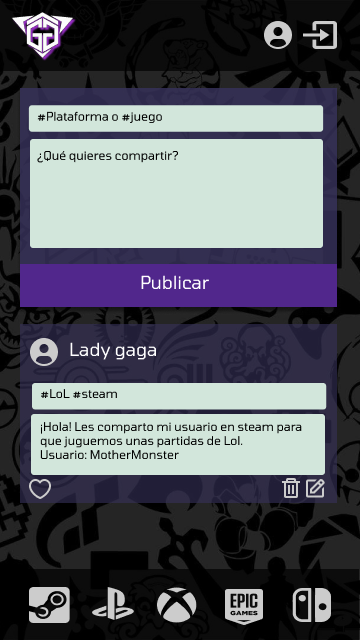 #Plataforma o #juego
¿Qué quieres compartir?
Publicar
Lady gaga
#LoL #steam
¡Hola! Les comparto mi usuario en steam para
que juguemos unas partidas de Lol.
Usuario: MotherMonster
EPIC
GAMES